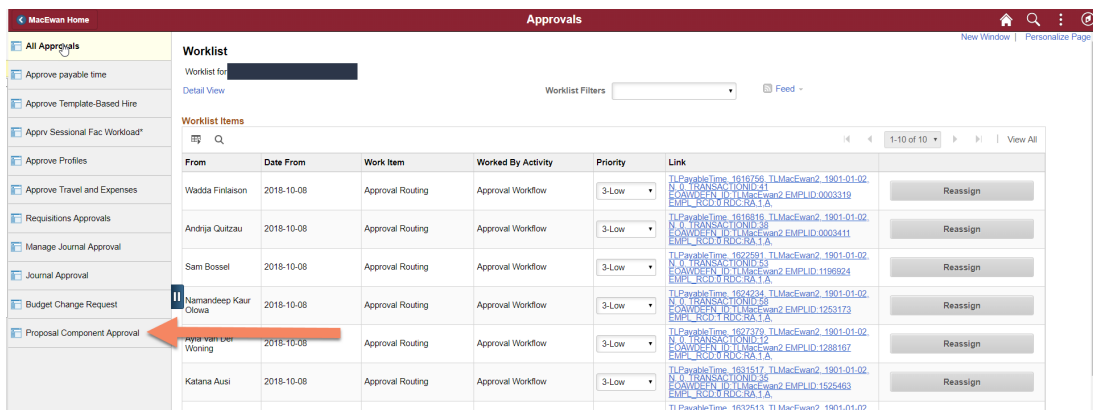 MacEwan Home
Approvals
New Window | Personalize Page
All Approvals
Approve payable time
Approve Template-Based Hire
Apprv Sessional Fac Workload*
Approve Profiles
Approve Travel and Expenses
Requisitions Approvals
Manage Journal Approval
Journal Approval
Budget Change Request
Proposal Component Approval
Worklist
Worklist for
Detail View
Worklist Filters
Feed
Worklist Items
1-10 of 10
View All
From Date From Work Item Worked By Activity Priority Link
Wadda Finlaison 2018-10-08 Approval Routing Approval Workflow 3-Low
TLPayableTime, 1616756, TLMacEwan2, 1901-01-02,
N, 0, TRANSACTIONID:41
EOAWDEFN_ID:TLMacEwan2 EMPLID:0003319
EMPL_RCD:0 RDC:RA,1,A,
Reassign
Andrija Quitzau 2018-10-08 Approval Routing Approval Workflow 3-Low
TLPayableTime, 1616816, TLMacEwan2, 1901-01-02,
N, 0, TRANSACTIONID:38
EOAWDEFN_ID:TLMacEwan2 EMPLID:0003411
EMPL_RCD:0 RDC:RA,1,A,
Reassign
Sam Bossel 2018-10-08 Approval Routing Approval Workflow 3-Low
TLPayableTime, 1622591, TLMacEwan2, 1901-01-02,
N, 0, TRANSACTIONID:53
EOAWDEFN_ID:TLMacEwan2 EMPLID:1196924
EMPL_RCD:0 RDC:RA,1,A,
Reassign
Namandeep Kaur
Olowa 2018-10-08 Approval Routing Approval Workflow 3-Low
TLPayableTime, 1624234, TLMacEwan2, 1901-01-02,
N, 0, TRANSACTIONID:58
EOAWDEFN_ID:TLMacEwan2 EMPLID:1253173
EMPL_RCD:1 RDC:RA,1,A,
Reassign
Ayla Van Der
Woning 2018-10-08 Approval Routing Approval Workflow 3-Low
TLPayableTime, 1627379, TLMacEwan2, 1901-01-02,
N, 0, TRANSACTIONID:12
EOAWDEFN_ID:TLMacEwan2 EMPLID:1288167
EMPL_RCD:0 RDC:RA,1,A,
Reassign
Katana Ausi 2018-10-08 Approval Routing Approval Workflow 3-Low
TLPayableTime, 1631517, TLMacEwan2, 1901-01-02,
N, 0, TRANSACTIONID:35
EOAWDEFN_ID:TLMacEwan2 EMPLID:1525463
EMPL_RCD:0 RDC:RA,1,A,
Reassign
TLPayableTime, 1632513, TLMacEwan2, 1901-01-02,